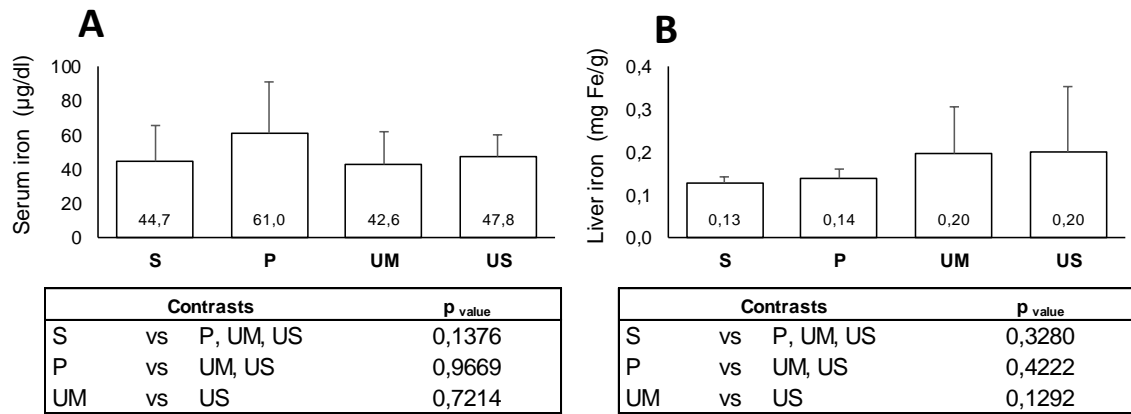 A
Serum iron (µg/dl)
100
80
60
40
20
0
44,7 61,0 42,6 47,8
S P UM US
Contrasts p value
S vs P, UM, US 0,1376
P vs UM, US 0,9669
UM vs US 0,7214
B
Liver iron (mg Fe/g)
0,4
0,3
0,2
0,1
0,0
0,13 0,14 0,20 0,20
S P UM US
Contrasts p value
S vs P, UM, US 0,3280
P vs UM, US 0,4222
UM vs US 0,1292